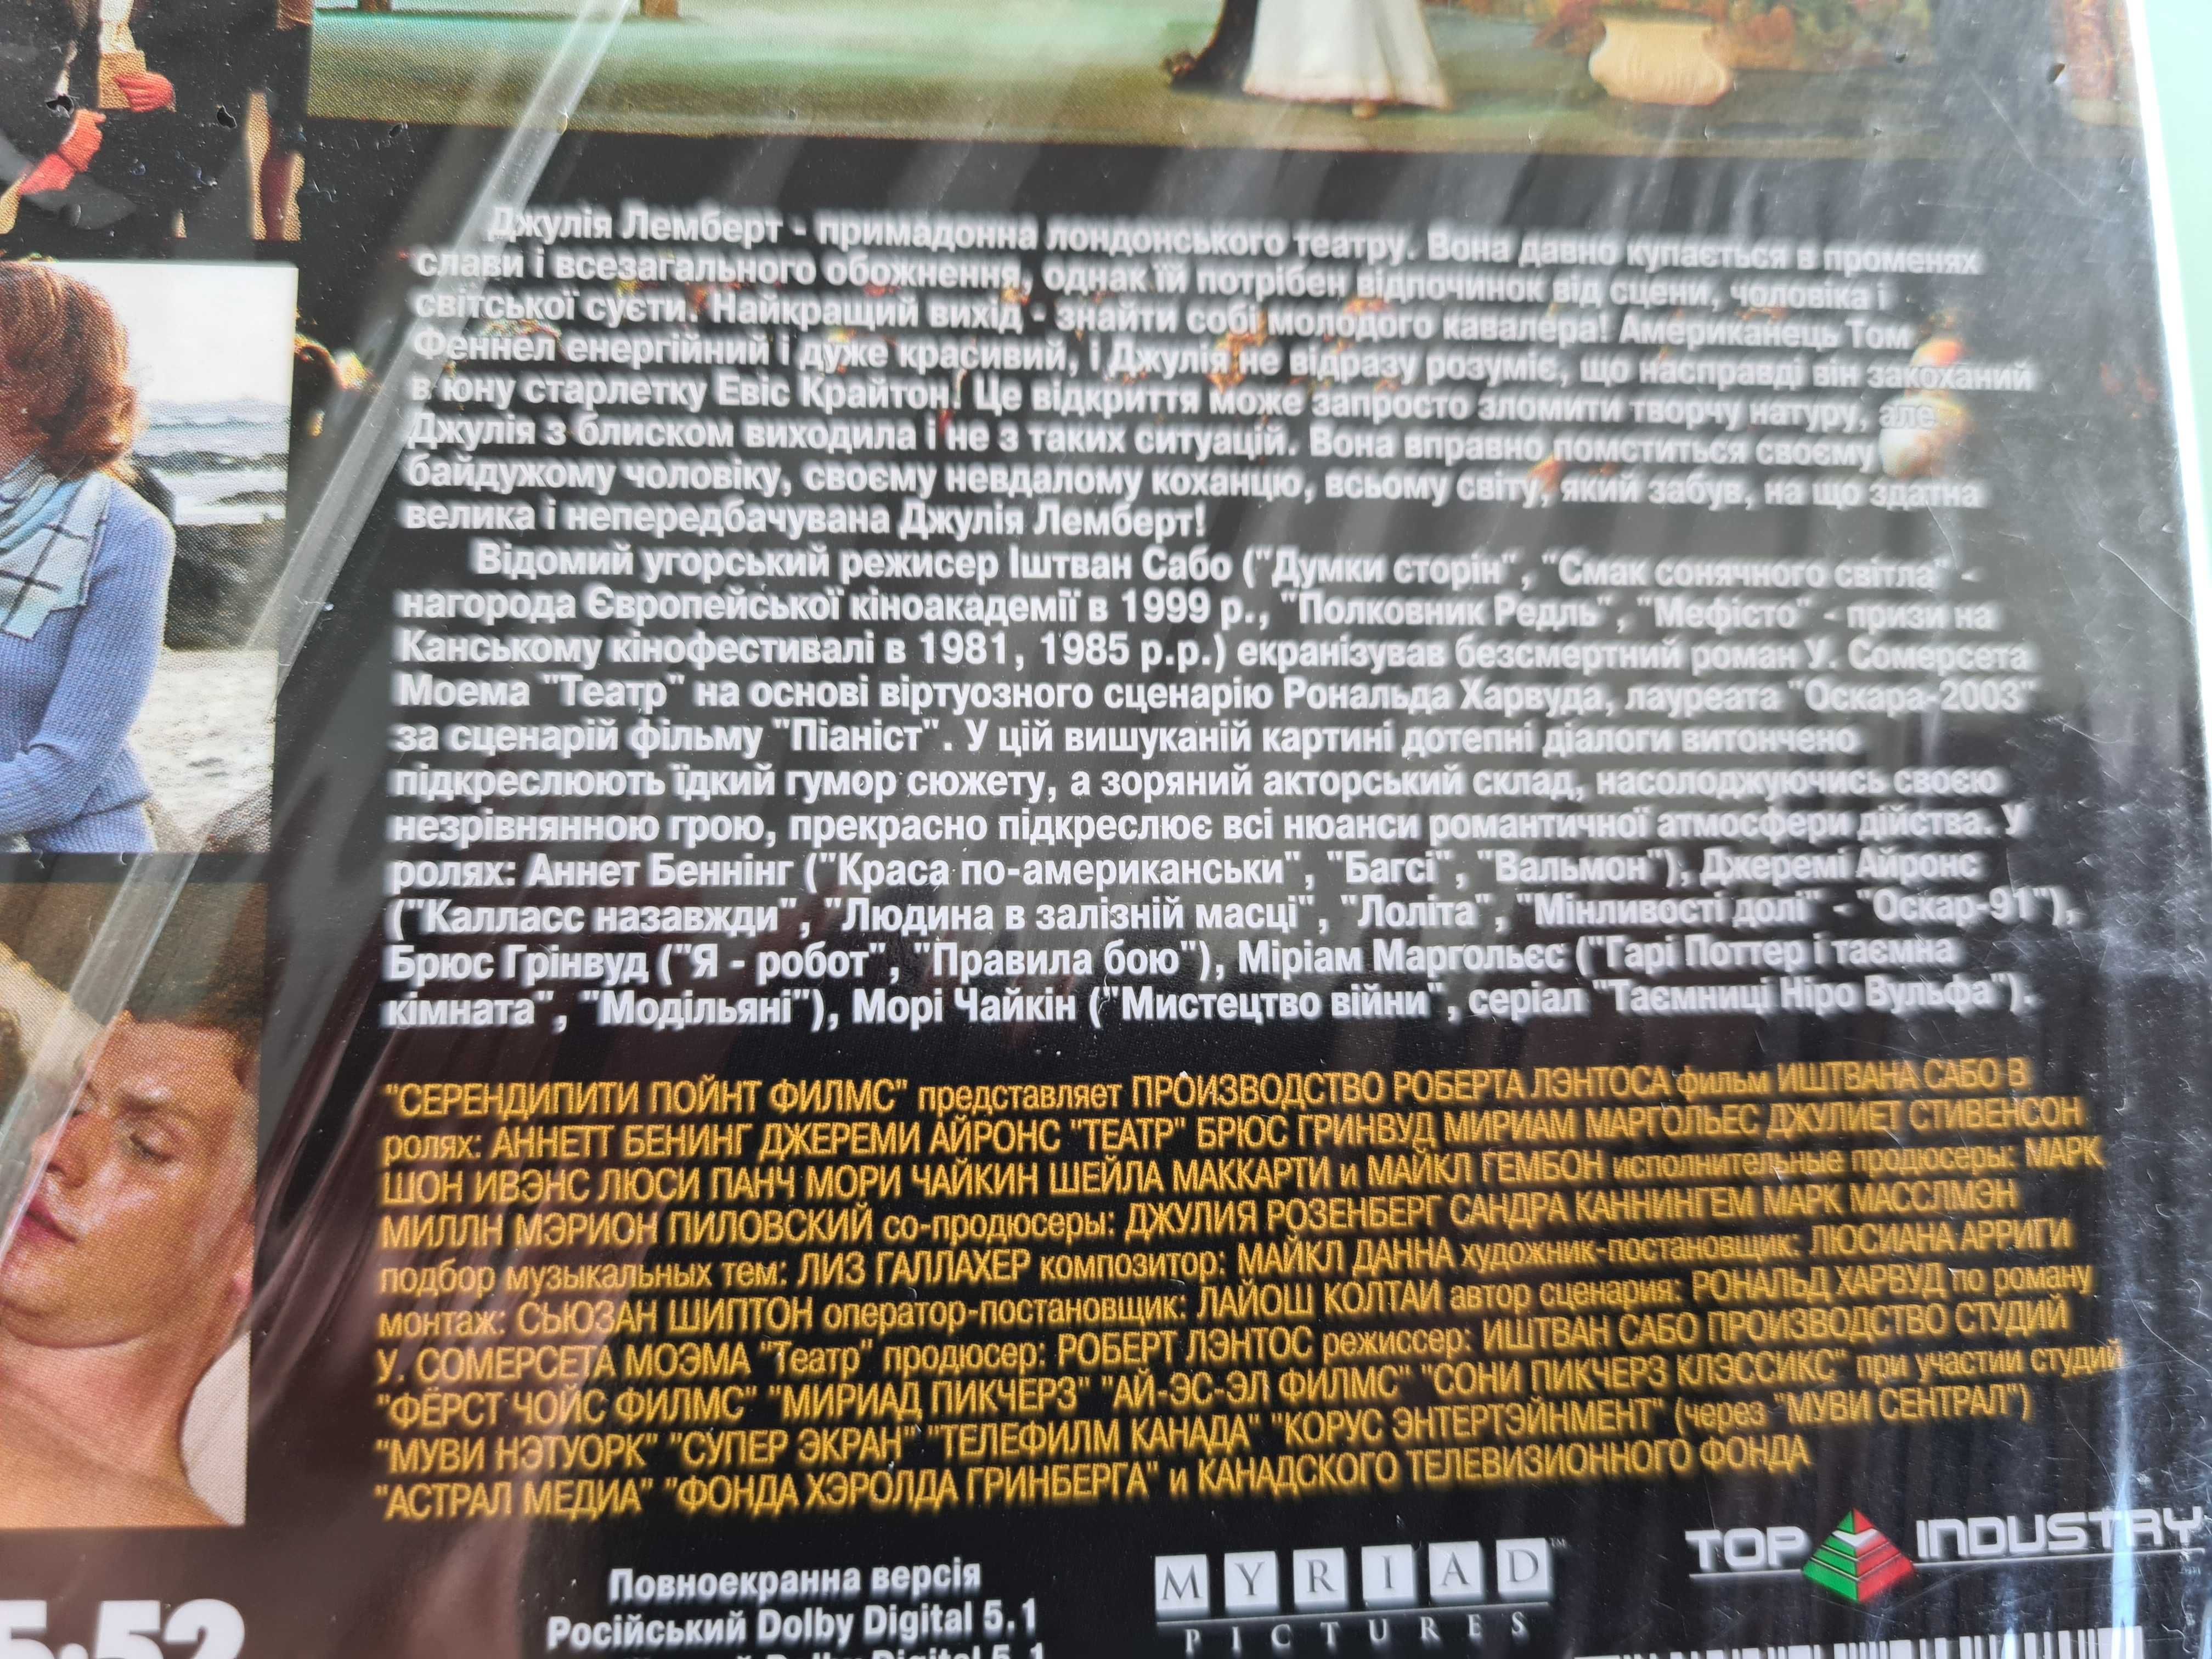 Джулія Лемберт - примадонна лондонського театру. Вона давно купається в променях
слави і всезагального обожнення, однак їй потрібен відпочинок від сцени, чоловіка і
світської суєти. Найкращий вихід - знайти собі молодого кавалера! Американець Том
Феннел енергійний і дуже красивий, і Джулія не відразу розуміє, що насправді він закоханий
в юну старлетку Евіс Крайтон! Це відкриття може запросто зломити творчу натуру, але
Джулія з блиском виходила і не з таких ситуацій. Вона вправно помститься своєму
байдужому чоловіку, своєму невдалому коханцю, всьому світу, який забув, на що здатна
велика і непередбачувана Джулія Лемберт!
Відомий угорський режисер Іштван Сабо ("Думки сторін", "Смак сонячного світла" -
нагорода Європейської кіноакадемії в 1999 р., "Полковник Редль", "Мефісто" - призи на
Канському кінофестивалі в 1981, 1985 р.р.) екранізував безсмертний роман У. Сомерсета
Моема "Театр" на основі віртуозного сценарію Рональда Харвуда, лауреата "Оскара-2003"
за сценарій фільму "Піаніст". У цій вишуканій картині дотепні діалоги витончено
підкреслюють їдкий гумор сюжету, а зоряний акторський склад, насолоджуючись своєю
незрівнянною грою, прекрасно підкреслює всі нюанси романтичної атмосфери дійства. У
ролях: Аннет Беннінг ("Краса по-американськи", "Багсі", "Вальмон"), Джеремі Айронс
("Калласс назавжди", "Людина в залізній масці", "Лоліта", "Мінливості долі" - "Оскар-91"),
Брюс Грінвуд ("Я - робот", "Правила бою"), Міріам Маргольєс ("Гарі Поттер і таємна
кімната", "Модільяні"), Морі Чайкін ("Мистецтво війни", серіал "Таємниці Ніро Вульфа").
"СЕРЕНДИПИТИ ПОЙНТ ФИЛМС" представляет ПРОИЗВОДСТВО РОБЕРТА ЛЭНТОСА фильм ИШТВАНА САБО В
ролях: АННЕТТ БЕНИНГ ДЖЕРЕМИ АЙРОНС "ТЕАТР" БРЮС ГРИНВУД МИРИАМ МАРГОЛЬЕС ДЖУЛИЕТ СТИВЕНСОН
ШОН ИВЭНС ЛЮСИ ПАНЧ МОРИ ЧАЙКИН ШЕЙЛА МАККАРТИ и МАЙКЛ ГЕМБОН исполнительные продюсеры: МАРК
МИЛЛН МЭРИОН ПИЛОВСКИЙ со-продюсеры: ДЖУЛИЯ РОЗЕНБЕРГ САНДРА КАННИНГЕМ МАРК МАССЛМЭН
подбор музыкальных тем: ЛИЗ ГАЛЛАХЕР композитор: МАЙКЛ ДАННА художник-постановщик: ЛЮСИАНА АРРИГИ
монтаж: СЬЮЗАН ШИПТОН оператор-постановщик: ЛАЙОШ КОЛТАИ автор сценария: РОНАЛЬД ХАРВУД по роману
У. СОМЕРСЕТА МОЭМА "Театр" продюсер: РОБЕРТ ЛЭНТОС режиссер: ИШТВАН САБО ПРОИЗВОДСТВО СТУДИЙ
"ФЁРСТ ЧОЙС ФИЛМС" "МИРИАД ПИКЧЕРЗ" "АЙ-ЭС-ЭЛ ФИЛМС" "СОНИ ПИКЧЕРЗ КЛЭССИКС" при участии студий
"МУВИ НЭТУОРК" "СУПЕР ЭКРАН" "ТЕЛЕФИЛМ КАНАДА" "КОРУС ЭНТЕРТЭЙНМЕНТ" (через "МУВИ СЕНТРАЛ")
"АСТРАЛ МЕДИА" "ФОНДА ХЭРОЛДА ГРИНБЕРГА" и КАНАДСКОГО ТЕЛЕВИЗИОННОГО ФОНДА
Повноекранна версія
Російський Dolby Digital 5.1
MYRIAD™
PICTURES
TOP INDUSTRY